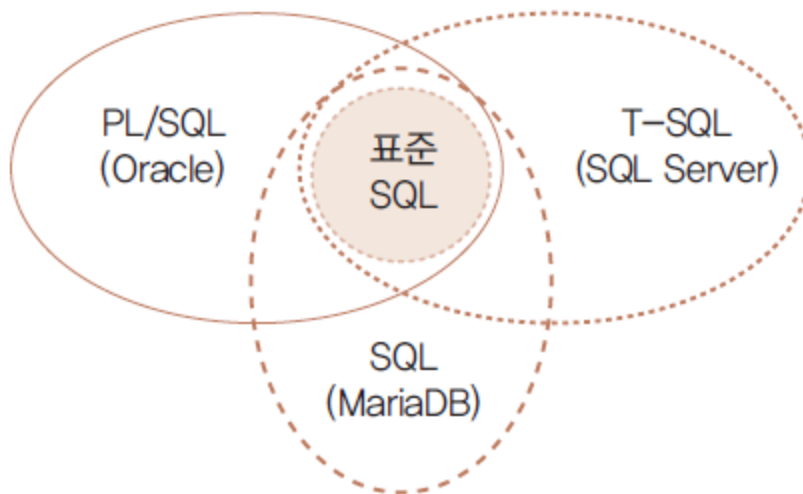 PL/SQL
(Oracle)
표준
SQL
T-SQL
(SQL Server)
SQL
(MariaDB)